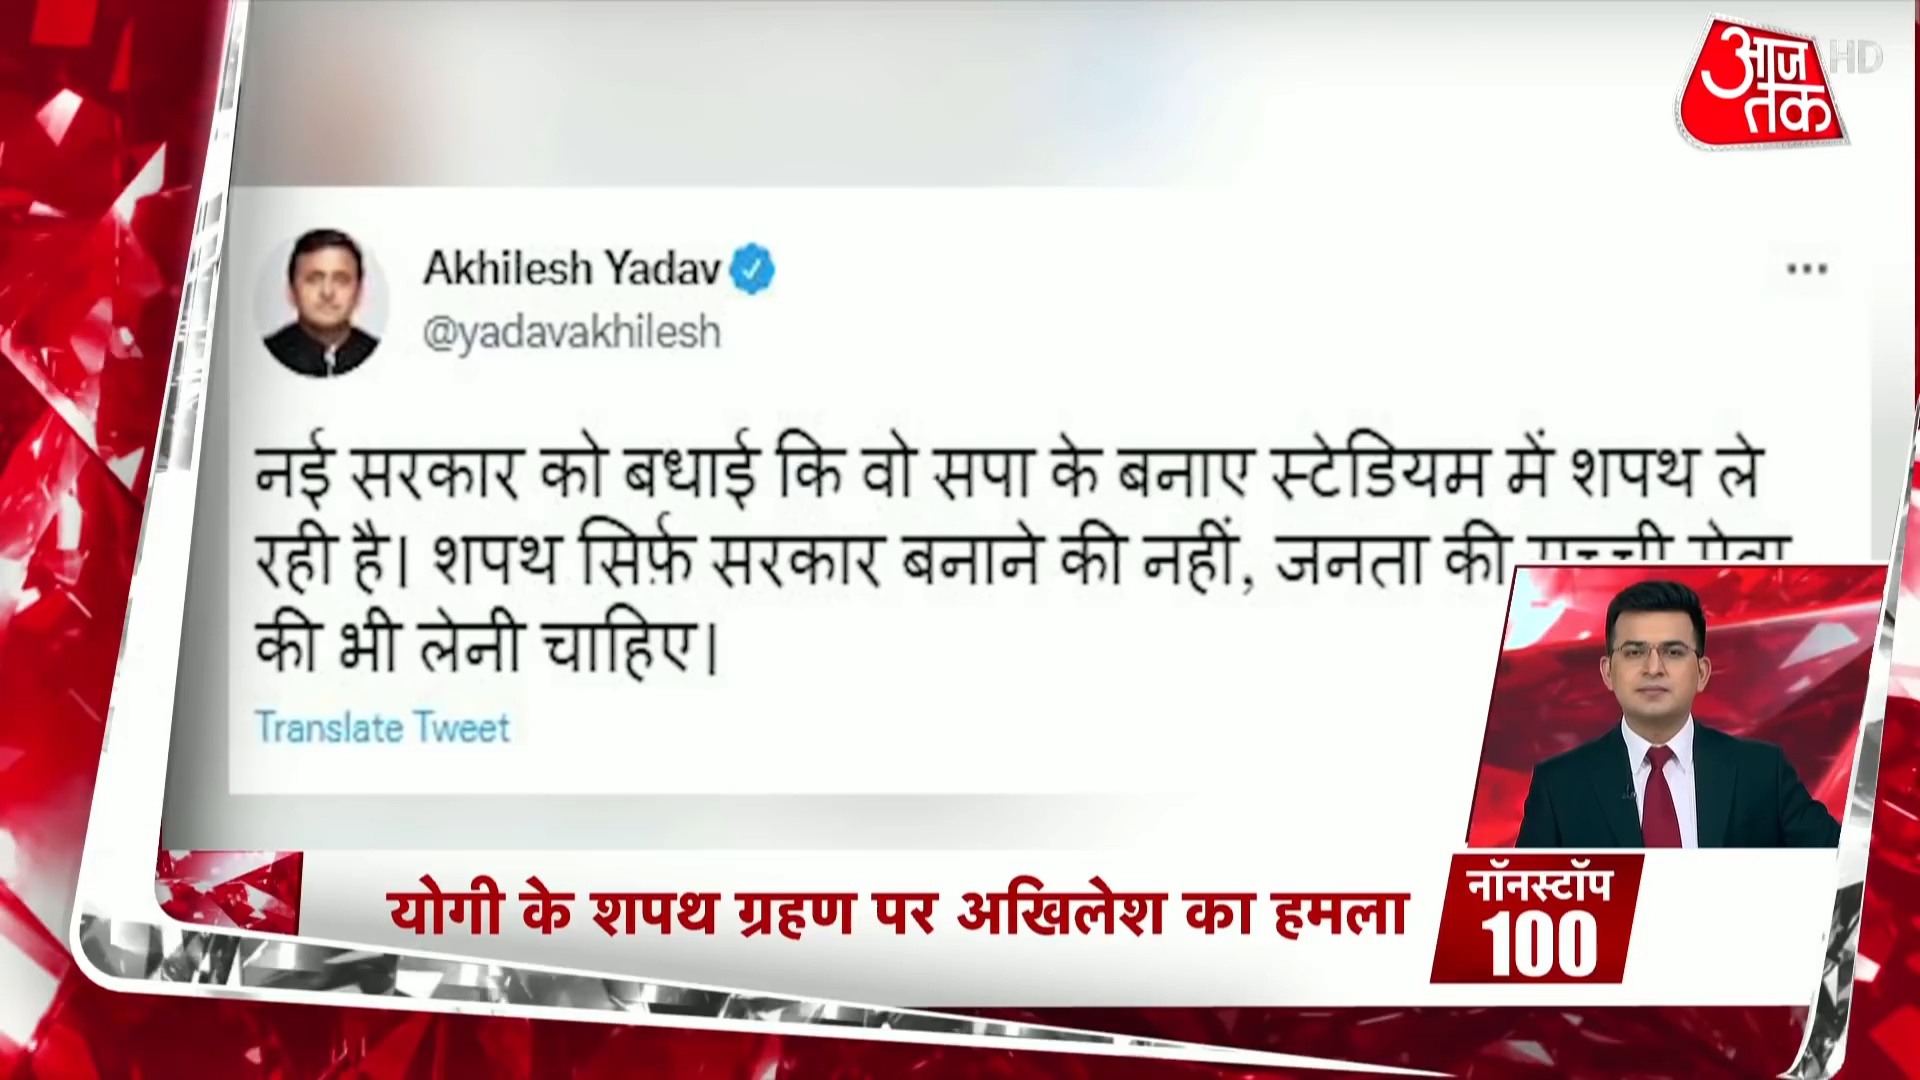 आज
तक
HD
Akhilesh Yadav
@yadavakhilesh
नई सरकार को बधाई कि वो सपा के बनाए स्टेडियम में शपथ ले
रही है। शपथ सिर्फ़ सरकार बनाने की नहीं, जनता की
की भी लेनी चाहिए।
Translate Tweet
योगी के शपथ ग्रहण पर अखिलेश का हमला
नॉनस्टॉप
100